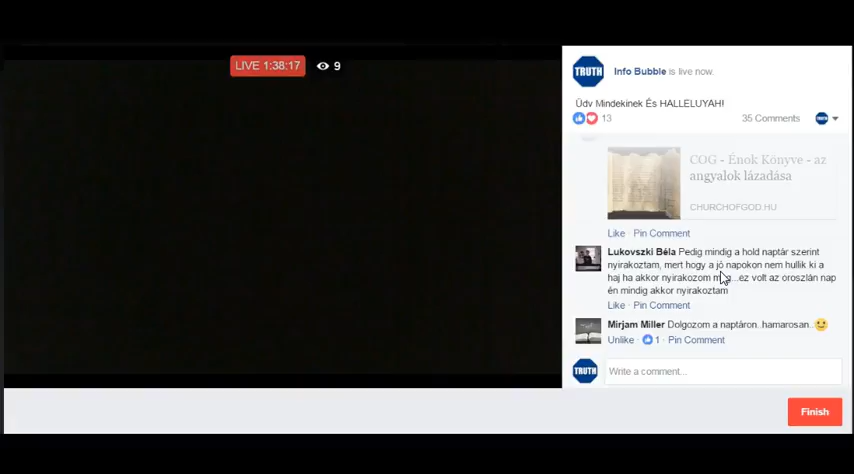 LIVE 1:38:17
9
TRUTH
Info Bubble is live now.
Üdv Mindekinek És HALLELUYAH!
13
35 Comments
TRUTH
COG - Énok Könyve - az
angyalok lázadása
CHURCHOFGOD.HU
Like · Pin Comment
Lukovszki Béla Pedig mindig a hold naptár szerint
nyirakoztam, mert hogy a jó napokon nem hullik ki a
haj ha akkor nyirakozom ...ez volt az oroszlán nap
én mindig akkor nyirakoztam
Like · Pin Comment
Mirjam Miller Dolgozom a naptáron..hamarosan..
Unlike · 1 · Pin Comment
TRUTH
Write a comment...
Finish